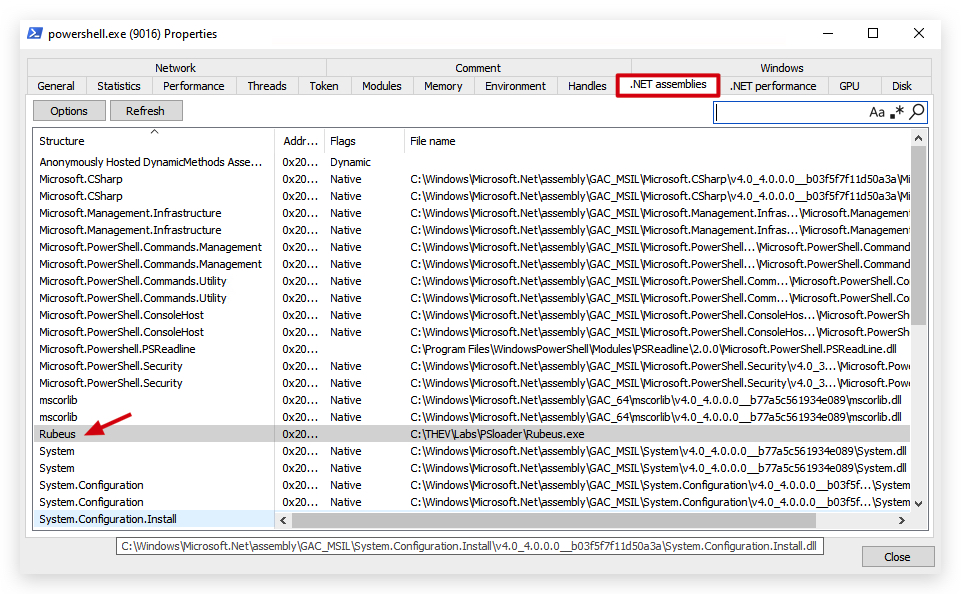 powershell.exe (9016) Properties
Network Comment Windows
General Statistics Performance Threads Token Modules Memory Environment Handles .NET assemblies .NET performance GPU Disk
Options Refresh Aa .*
Structure Addr... Flags File name
Anonymously Hosted DynamicMethods Asse... 0x20... Dynamic
Microsoft.CSharp 0x20... Native C:\Windows\Microsoft.Net\assembly\GAC_MSIL\Microsoft.CSharp\v4.0_4.0.0.0__b03f5f7f11d50a3a\Mi
Microsoft.CSharp 0x20... Native C:\Windows\Microsoft.Net\assembly\GAC_MSIL\Microsoft.CSharp\v4.0_4.0.0.0__b03f5f7f11d50a3a\Mi
Microsoft.Management.Infrastructure 0x20... Native C:\Windows\Microsoft.Net\assembly\GAC_MSIL\Microsoft.Management.Infras...\Microsoft.Management
Microsoft.Management.Infrastructure 0x20... Native C:\Windows\Microsoft.Net\assembly\GAC_MSIL\Microsoft.Management.Infras...\Microsoft.Management
Microsoft.PowerShell.Commands.Management 0x20... Native C:\Windows\Microsoft.Net\assembly\GAC_MSIL\Microsoft.PowerShell...\Microsoft.PowerShell.Command
Microsoft.PowerShell.Commands.Management 0x20... Native C:\Windows\Microsoft.Net\assembly\GAC_MSIL\Microsoft.PowerShell...\Microsoft.PowerShell.Command
Microsoft.PowerShell.Commands.Utility 0x20... Native C:\Windows\Microsoft.Net\assembly\GAC_MSIL\Microsoft.PowerShell.Comm...\Microsoft.PowerShell.Co
Microsoft.PowerShell.Commands.Utility 0x20... Native C:\Windows\Microsoft.Net\assembly\GAC_MSIL\Microsoft.PowerShell.Comm...\Microsoft.PowerShell.Co
Microsoft.PowerShell.ConsoleHost 0x20... Native C:\Windows\Microsoft.Net\assembly\GAC_MSIL\Microsoft.PowerShell.ConsoleHos...\Microsoft.PowerSh
Microsoft.PowerShell.ConsoleHost 0x20... Native C:\Windows\Microsoft.Net\assembly\GAC_MSIL\Microsoft.PowerShell.ConsoleHos...\Microsoft.PowerSh
Microsoft.Powershell.PSReadline 0x20... C:\Program Files\WindowsPowerShell\Modules\PSReadline\2.0.0\Microsoft.PowerShell.PSReadLine.dll
Microsoft.PowerShell.Security 0x20... Native C:\Windows\Microsoft.Net\assembly\GAC_MSIL\Microsoft.PowerShell.Security\v4.0_3...\Microsoft.Powe
Microsoft.PowerShell.Security 0x20... Native C:\Windows\Microsoft.Net\assembly\GAC_MSIL\Microsoft.PowerShell.Security\v4.0_3...\Microsoft.Powe
mscorlib 0x20... Native C:\Windows\Microsoft.Net\assembly\GAC_64\mscorlib\v4.0_4.0.0.0__b77a5c561934e089\mscorlib.dll
mscorlib 0x20... Native C:\Windows\Microsoft.Net\assembly\GAC_64\mscorlib\v4.0_4.0.0.0__b77a5c561934e089\mscorlib.dll
Rubeus 0x20... C:\THEV\Labs\PSloader\Rubeus.exe
System 0x20... Native C:\Windows\Microsoft.Net\assembly\GAC_MSIL\System\v4.0_4.0.0.0__b77a5c561934e089\System.dll
System 0x20... Native C:\Windows\Microsoft.Net\assembly\GAC_MSIL\System\v4.0_4.0.0.0__b77a5c561934e089\System.dll
System.Configuration 0x20... Native C:\Windows\Microsoft.Net\assembly\GAC_MSIL\System.Configuration\v4.0_4.0.0.0__b03f5f...\System
System.Configuration 0x20... Native C:\Windows\Microsoft.Net\assembly\GAC_MSIL\System.Configuration\v4.0_4.0.0.0__b03f5f...\System
System.Configuration.Install
C:\Windows\Microsoft.Net\assembly\GAC_MSIL\System.Configuration.Install\v4.0_4.0.0.0__b03f5f7f11d50a3a\System.Configuration.Install.dll
Close